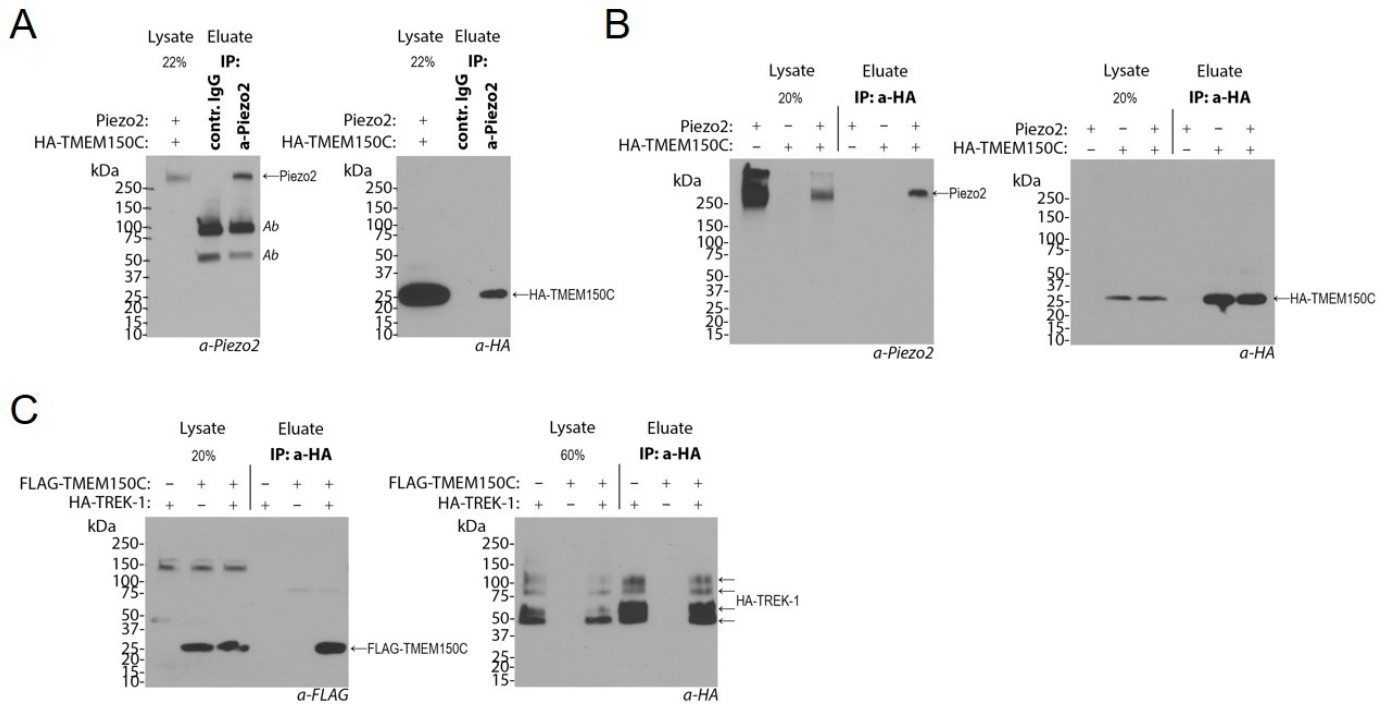 A
Lysate Eluate
22% IP:
contr. IgG
a-Piezo2
Piezo2: +
HA-TMEM150C: +
kDa
250-
150-
100-
75-
50-
37-
25-
20-
15-
10-
←Piezo2
Ab
Ab
a-Piezo2
Lysate Eluate
22% IP:
contr. IgG
a-Piezo2
Piezo2: +
HA-TMEM150C: +
kDa
250-
150-
100-
75-
50-
37-
25-
20-
15-
10-
←HA-TMEM150C
a-HA
B
Lysate Eluate
20% IP: a-HA
Piezo2: + – + + – +
HA-TMEM150C: – + + – + +
kDa
250-
150-
100-
75-
50-
37-
25-
20-
15-
10-
←Piezo2
a-Piezo2
Lysate Eluate
20% IP: a-HA
Piezo2: + – + + – +
HA-TMEM150C: – + + – + +
kDa
250-
150-
100-
75-
50-
37-
25-
20-
15-
10-
←HA-TMEM150C
a-HA
C
Lysate Eluate
20% IP: a-HA
FLAG-TMEM150C: – + + – + +
HA-TREK-1: + – + + – +
kDa
250-
150-
100-
75-
50-
37-
25-
20-
15-
10-
←FLAG-TMEM150C
a-FLAG
Lysate Eluate
60% IP: a-HA
FLAG-TMEM150C: – + + – + +
HA-TREK-1: + – + + – +
kDa
250-
150-
100-
75-
50-
37-
25-
20-
15-
←
←
HA-TREK-1
←
←
a-HA